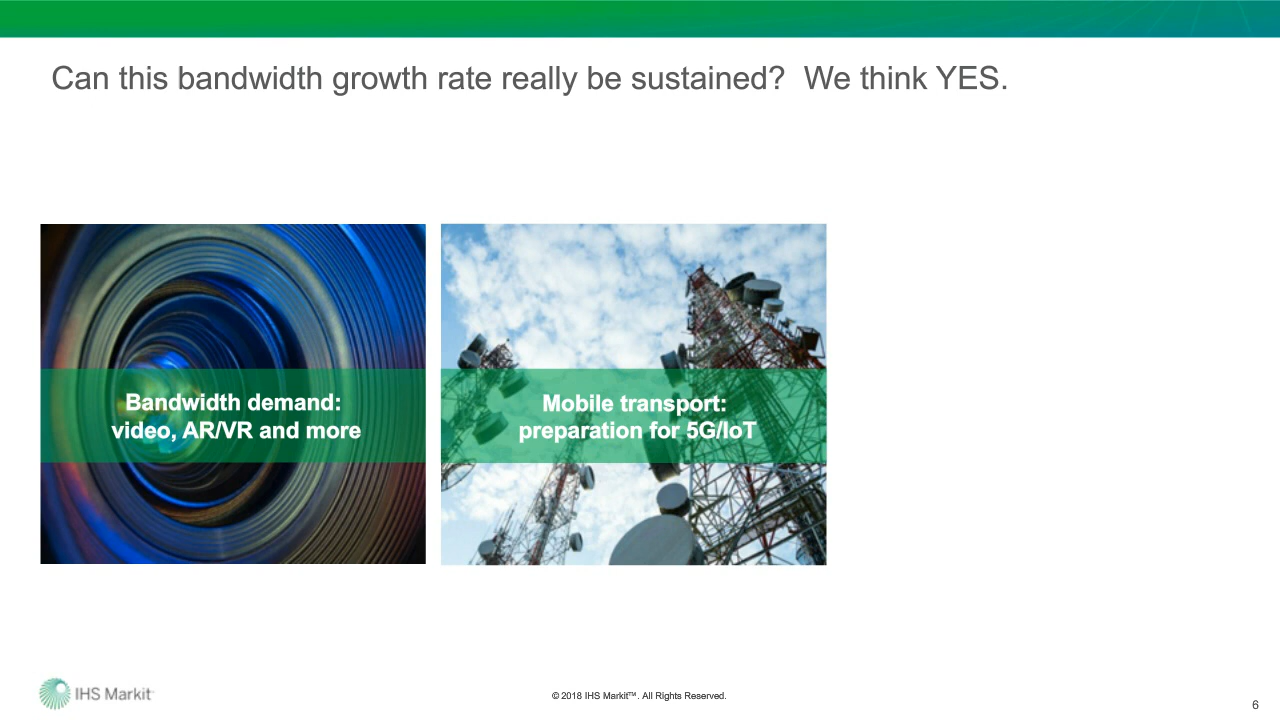 Can this bandwidth growth rate really be sustained?  We think YES.
Bandwidth demand:
video, AR/VR and more
Mobile transport:
preparation for 5G/IoT
IHS Markit™
© 2018 IHS Markit™. All Rights Reserved.
6